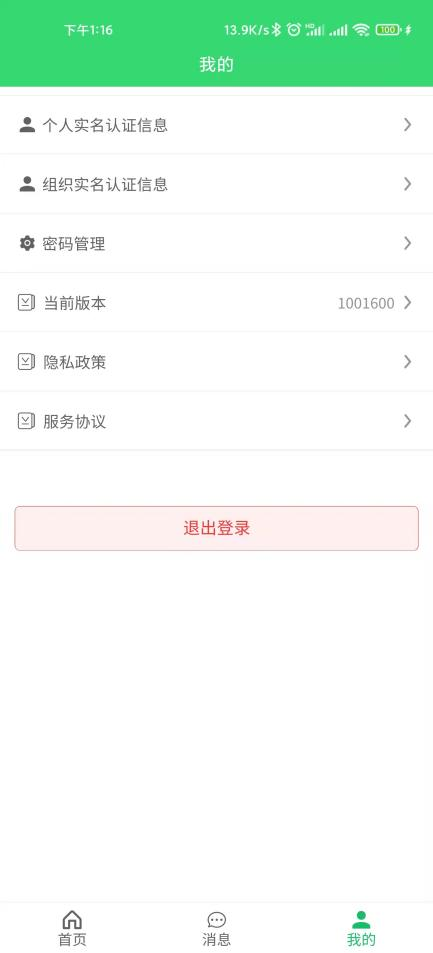 下午1:16 13.9K/s HD 100
我的
个人实名认证信息
组织实名认证信息
密码管理
当前版本 1001600
隐私政策
服务协议
退出登录
首页 消息 我的